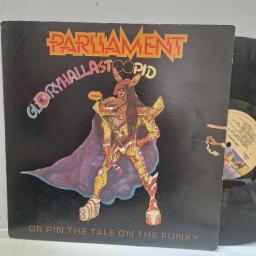 PARLIAMENT
GLORYHALLASTOOPID
OR PIN THE TALE ON THE FUNKY